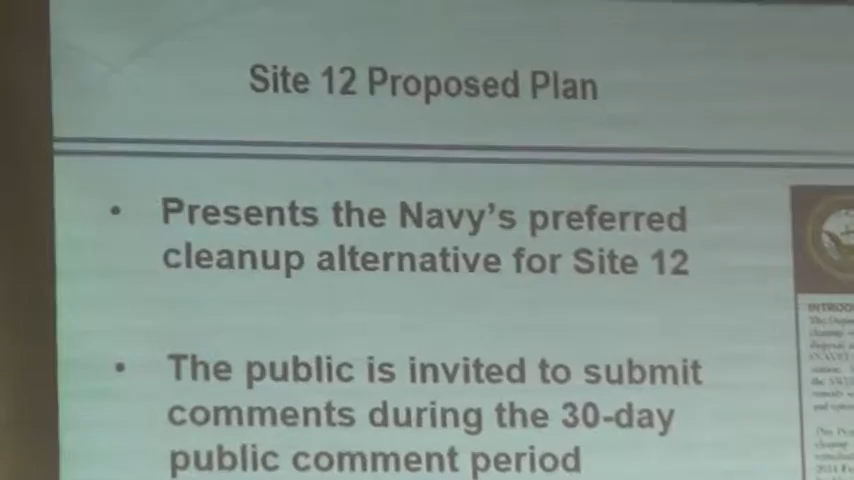 Site 12 Proposed Plan
• Presents the Navy's preferred
cleanup alternative for Site 12
• The public is invited to submit
comments during the 30-day
public comment period